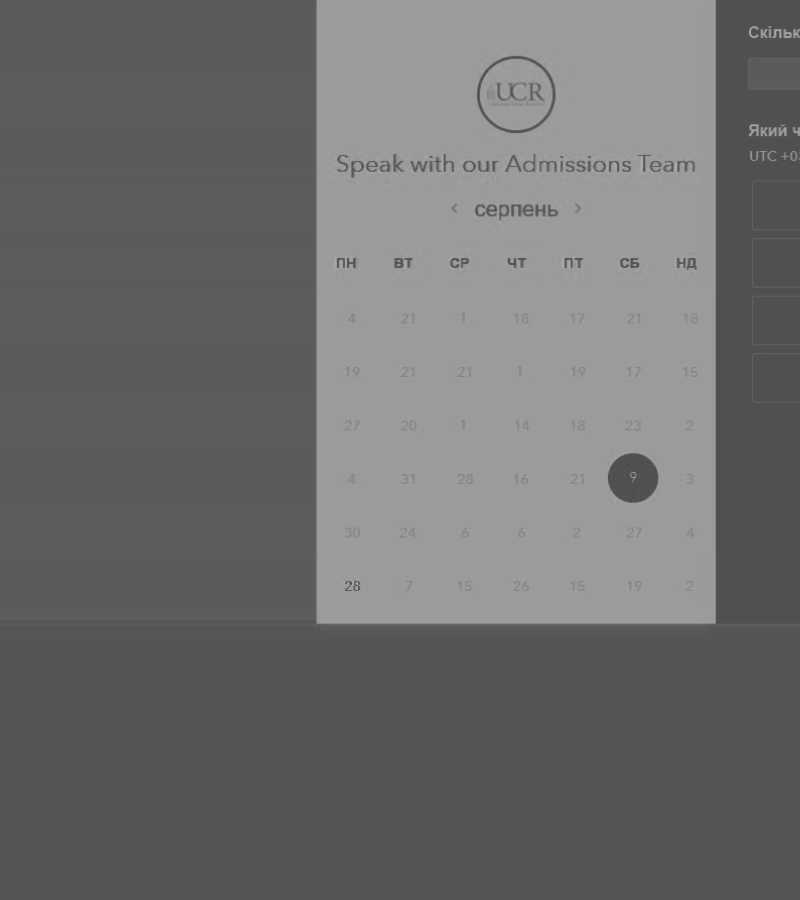 UCR
Speak with our Admissions Team
< серпень >
ПН ВТ СР ЧТ ПТ СБ НД
4 21 1 18 17 21 18
19 21 21 1 19 17 15
27 20 1 14 18 23 2
4 31 28 16 21 9 3
30 24 6 6 2 27 4
28 7 15 26 15 19 2
Скільк
Який ч
UTC +03